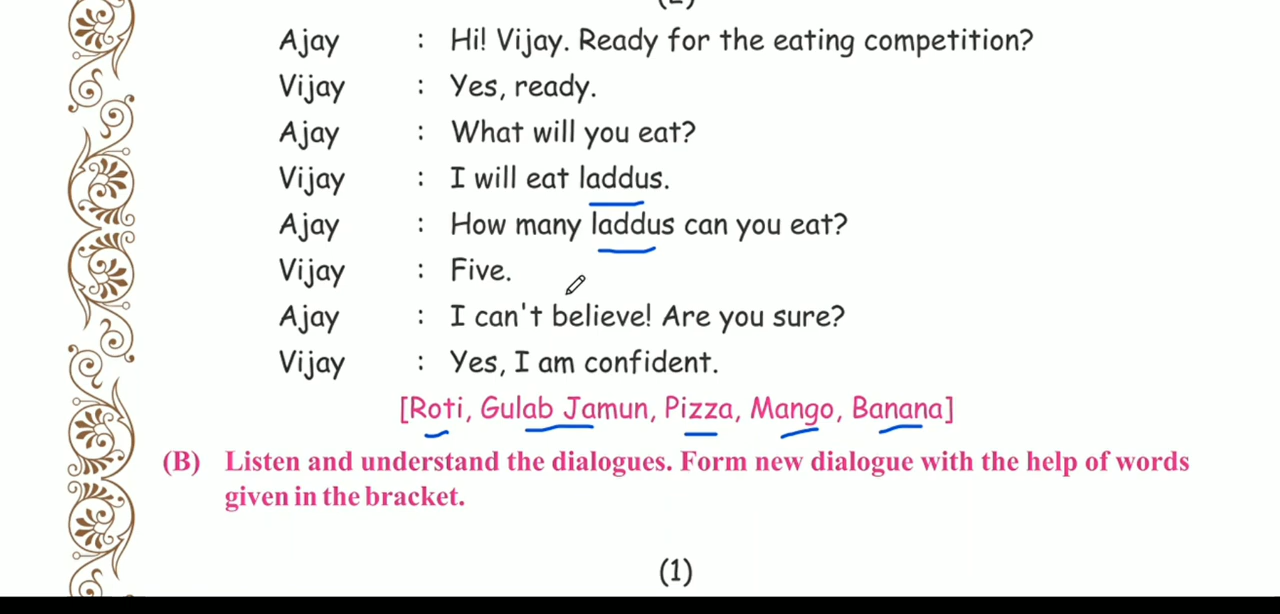 Ajay : Hi! Vijay. Ready for the eating competition?
Vijay : Yes, ready.
Ajay : What will you eat?
Vijay : I will eat laddus.
Ajay : How many laddus can you eat?
Vijay : Five.
Ajay : I can't believe! Are you sure?
Vijay : Yes, I am confident.
[Roti, Gulab Jamun, Pizza, Mango, Banana]
(B) Listen and understand the dialogues. Form new dialogue with the help of words
given in the bracket.
(1)